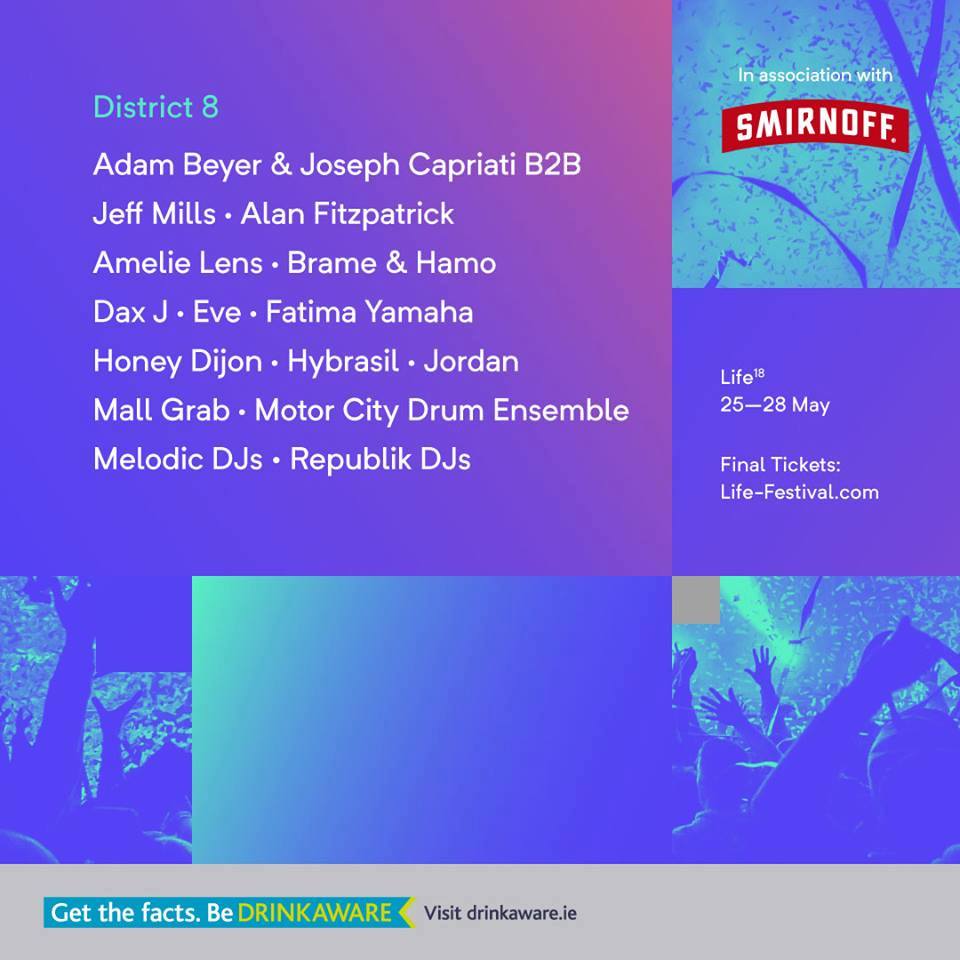 District 8
Adam Beyer & Joseph Capriati B2B
Jeff Mills • Alan Fitzpatrick
Amelie Lens • Brame & Hamo
Dax J • Eve • Fatima Yamaha
Honey Dijon • Hybrasil • Jordan
Mall Grab • Motor City Drum Ensemble
Melodic DJs • Republik DJs
In association with
SMIRNOFF.
Life¹⁸
25—28 May
Final Tickets:
Life-Festival.com
Get the facts. Be DRINKAWARE Visit drinkaware.ie